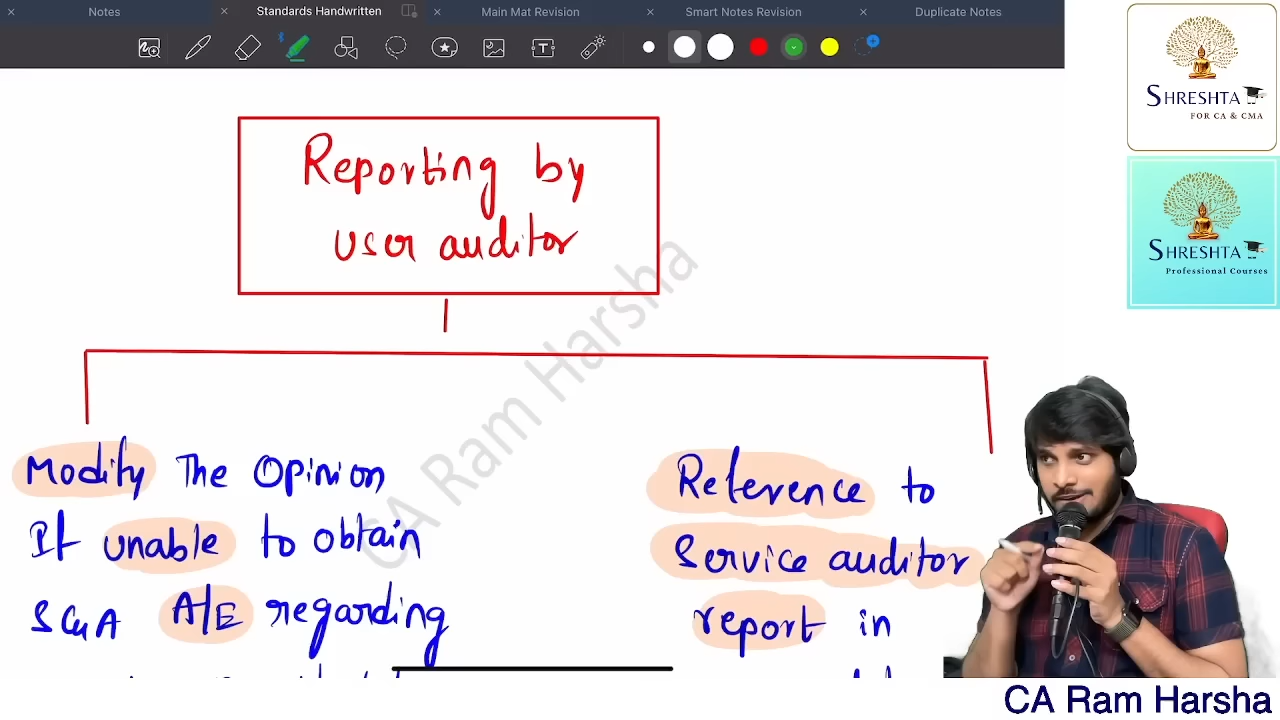 Notes
Standards Handwritten
Main Mat Revision
Smart Notes Revision
Duplicate Notes
SHRESHTA
FOR CA & CMA
SHRESHTA
Professional Courses
Reporting by
user auditor
CA Ram Harsha
Modify The Opinion
If unable to obtain
SCuA A/E regarding
Reference to
Service auditor
report in
CA Ram Harsha